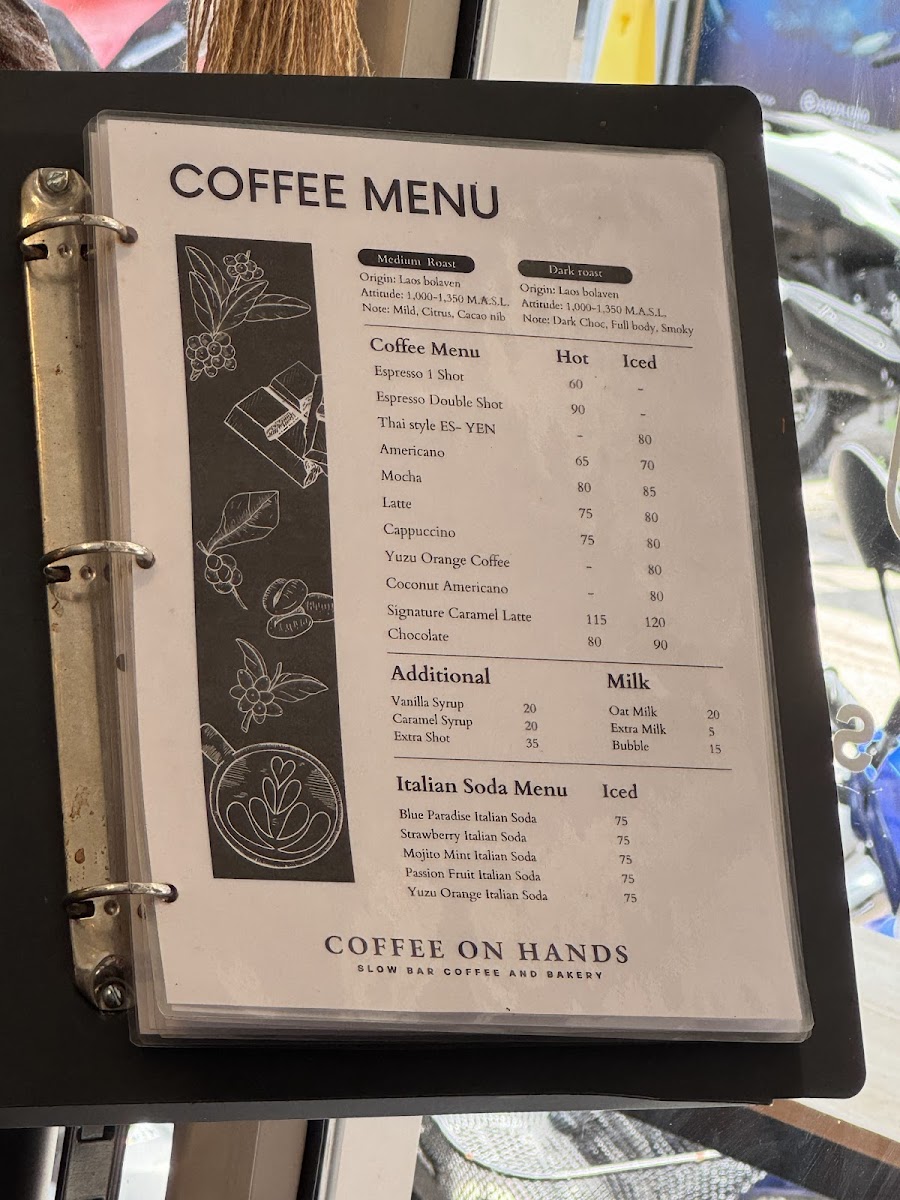 COFFEE MENU
Medium Roast
Origin: Laos bolaven
Attitude: 1,000-1,350 M.A.S.L.
Note: Mild, Citrus, Cacao nib
Dark roast
Origin: Laos bolaven
Attitude: 1,000-1,350 M.A.S.L.
Note: Dark Choc, Full body, Smoky
Coffee Menu Hot Iced
Espresso 1 Shot 60 -
Espresso Double Shot 90 -
Thai style ES- YEN - 80
Americano 65 70
Mocha 80 85
Latte 75 80
Cappuccino 75 80
Yuzu Orange Coffee - 80
Coconut Americano - 80
Signature Caramel Latte 115 120
Chocolate 80 90
Additional
Vanilla Syrup 20
Caramel Syrup 20
Extra Shot 35
Milk
Oat Milk 20
Extra Milk 5
Bubble 15
Italian Soda Menu Iced
Blue Paradise Italian Soda 75
Strawberry Italian Soda 75
Mojito Mint Italian Soda 75
Passion Fruit Italian Soda 75
Yuzu Orange Italian Soda 75
COFFEE ON HANDS
SLOW BAR COFFEE AND BAKERY